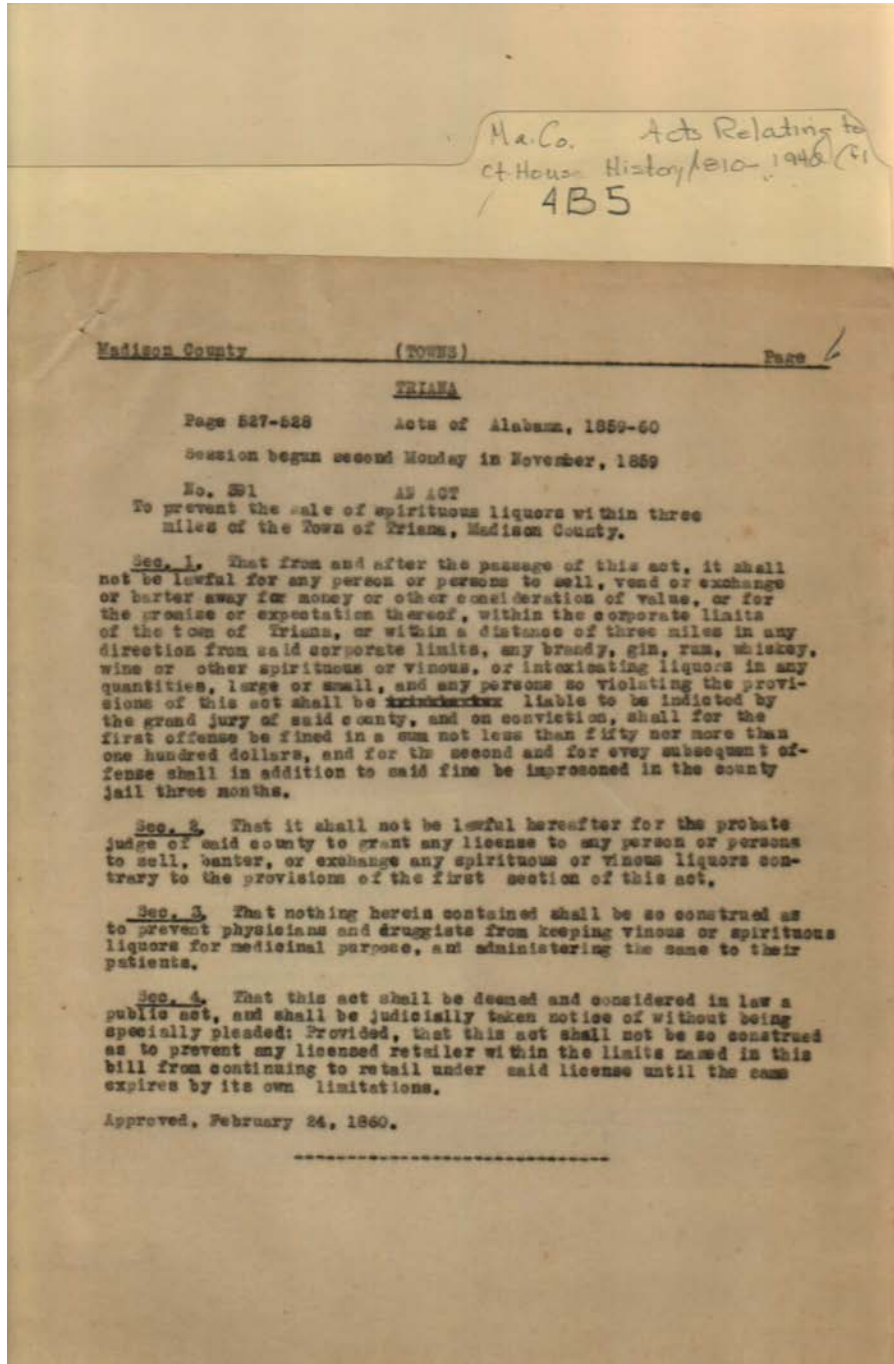 Ma.Co. Acts Relating to
Ct House History 1810-1940
4B5
Madison County (TOWNS) Page 6
TRIANA
Page 527-528 Acts of Alabama, 1859-60
Session begun second Monday in November, 1859
No. 391 AN ACT
To prevent the sale of spirituous liquors within three
miles of the Town of Triana, Madison County.
Sec. 1. That from and after the passage of this act, it shall
not be lawful for any person or persons to sell, vend or exchange
or barter away for money or other consideration of value, or for
the promise or expectation thereof, within the corporate limits
of the town of Triana, or within a distance of three miles in any
direction from said corporate limits, any brandy, gin, rum, whiskey,
wine or other spirituous or vinous, or intoxicating liquors in any
quantities, large or small, and any persons so violating the provi-
sions of this act shall be liable to be indicted by
the grand jury of said county, and on conviction, shall for the
first offense be fined in a sum not less than fifty nor more than
one hundred dollars, and for the second and for evey subsequent of-
fense shall in addition to said fine be improsoned in the county
jail three months.
Sec. 2. That it shall not be lawful hereafter for the probate
judge of said county to grant any license to any person or persons
to sell, banter, or exchange any spirituous or vinous liquors con-
trary to the provisions of the first section of this act.
Sec. 3. That nothing herein contained shall be so construed as
to prevent physicians and druggists from keeping vinous or spirituous
liquors for medicinal purpose, and administering the same to their
patients.
Sec. 4. That this act shall be deemed and considered in law a
public act, and shall be judicially taken notice of without being
specially pleaded: Provided, that this act shall not be so construed
as to prevent any licensed retailer within the limits named in this
bill from continuing to retail under said license until the same
expires by its own limitations.
Approved, February 24, 1860.